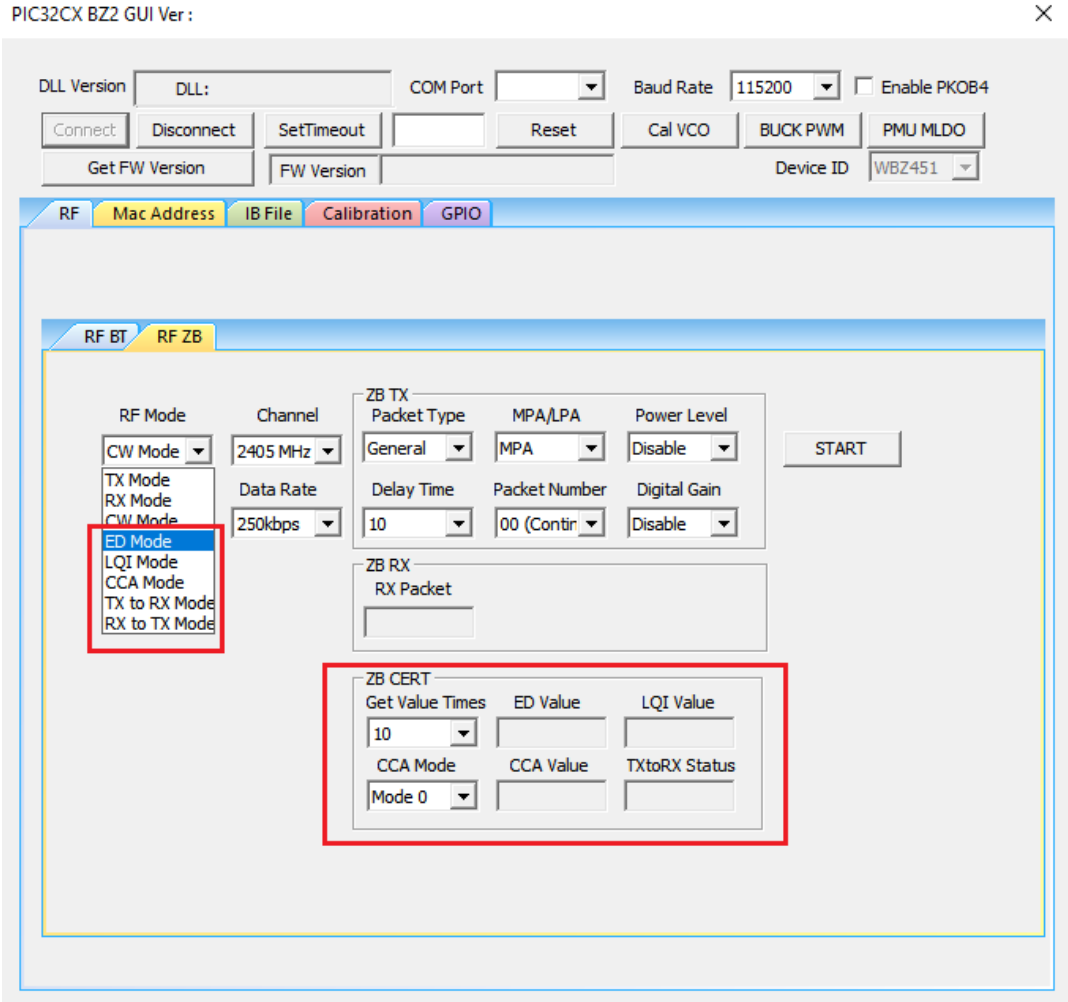 PIC32CX BZ2 GUI Ver :
DLL Version DLL: COM Port Baud Rate 115200 Enable PKOB4
Connect Disconnect SetTimeout Reset Cal VCO BUCK PWM PMU MLDO
Get FW Version FW Version Device ID WBZ451
RF Mac Address IB File Calibration GPIO
RF BT RF ZB
ZB TX
RF Mode Channel Packet Type MPA/LPA Power Level
CW Mode 2405 MHz General MPA Disable START
TX Mode
RX Mode
Data Rate Delay Time Packet Number Digital Gain
CW Mode
250kbps 10 00 (Contin Disable
ED Mode
LQI Mode
CCA Mode
TX to RX Mode
RX to TX Mode
ZB RX
RX Packet
ZB CERT
Get Value Times ED Value LQI Value
10
CCA Mode CCA Value TXtoRX Status
Mode 0